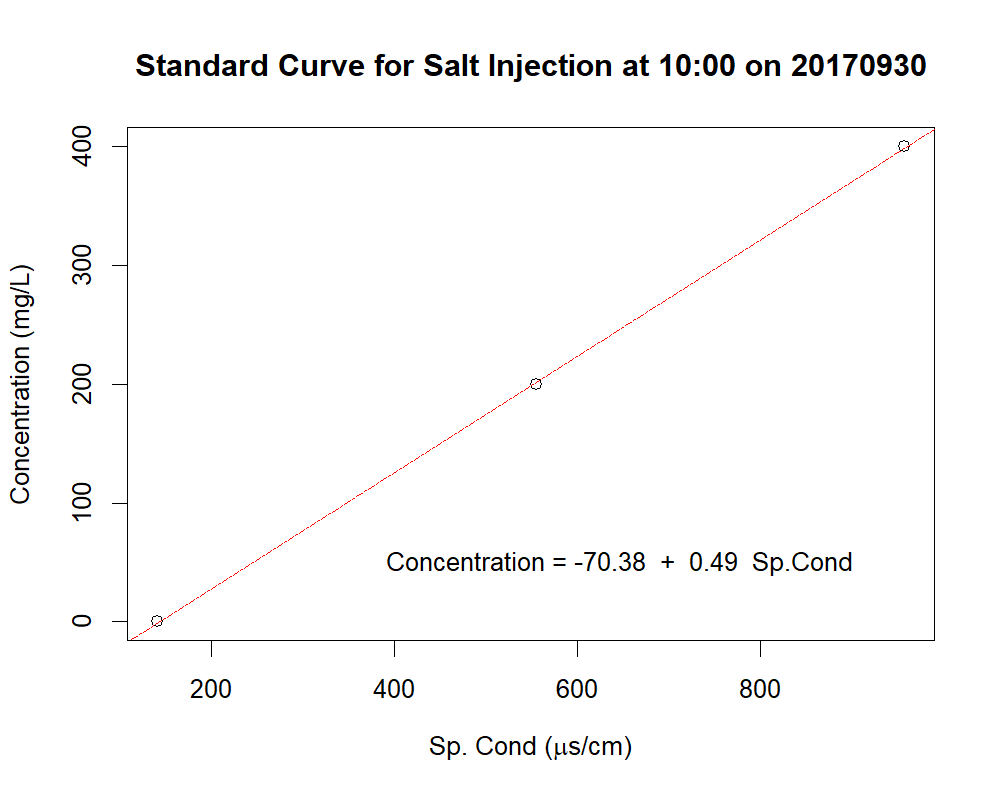 Standard Curve for Salt Injection at 10:00 on 20170930
Concentration (mg/L)
400
300
200
100
0
Concentration = -70.38 + 0.49 Sp.Cond
200 400 600 800
Sp. Cond (μs/cm)